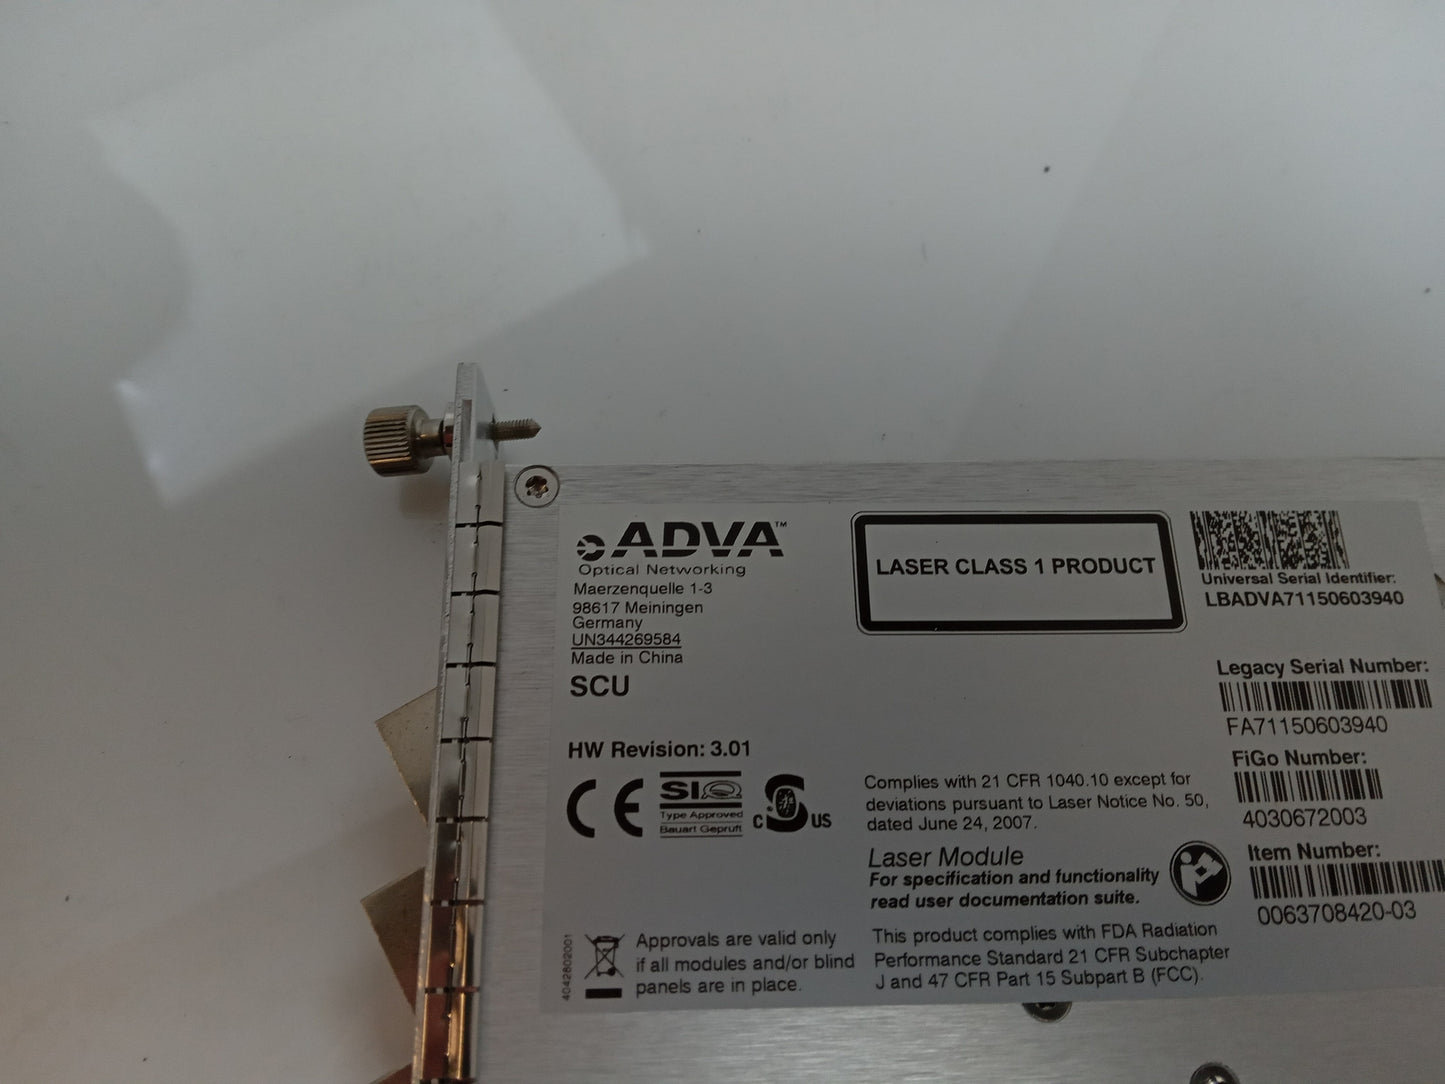 ADVA™
Optical Networking
Maerzenquelle 1-3
98617 Meiningen
Germany
UN344269584
Made in China
SCU
HW Revision: 3.01
CE
SIQ
Type Approved
Bauart Geprüft
C S US
4042802001
Approvals are valid only
if all modules and/or blind
panels are in place.
LASER CLASS 1 PRODUCT
Complies with 21 CFR 1040.10 except for
deviations pursuant to Laser Notice No. 50,
dated June 24, 2007.
Laser Module
For specification and functionality
read user documentation suite.
This product complies with FDA Radiation
Performance Standard 21 CFR Subchapter
J and 47 CFR Part 15 Subpart B (FCC).
Universal Serial Identifier:
LBADVA71150603940
Legacy Serial Number:
FA71150603940
FiGo Number:
4030672003
Item Number:
0063708420-03